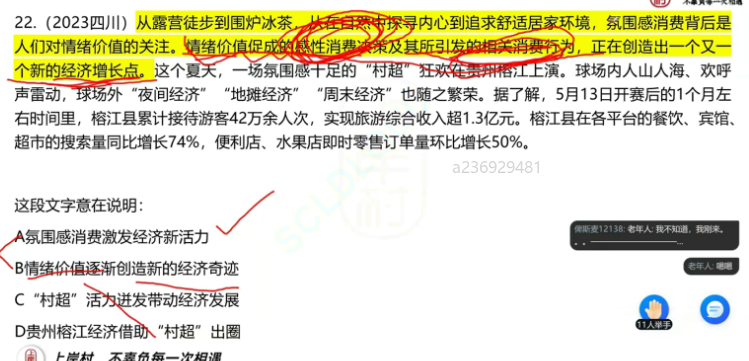 不辜负每一次相遇
22.（2023四川）从露营徒步到围炉冰茶，从在自然中探寻内心到追求舒适居家环境，氛围感消费背后是
人们对情绪价值的关注。情绪价值促成的感性消费决策及其所引发的相关消费行为，正在创造出一个又一
个新的经济增长点。这个夏天，一场氛围感十足的“村超”狂欢在贵州榕江上演。球场内人山人海、欢呼
声雷动，球场外“夜间经济”“地摊经济”“周末经济”也随之繁荣。据了解，5月13日开赛后的1个月左
右时间里，榕江县累计接待游客42万余人次，实现旅游综合收入超1.3亿元。榕江县在各平台的餐饮、宾馆、
超市的搜索量同比增长74%，便利店、水果店即时零售订单量环比增长50%。
a236929481
这段文字意在说明：
A氛围感消费激发经济新活力
B情绪价值逐渐创造新的经济奇迹
C“村超”活力迸发带动经济发展
D贵州榕江经济借助“村超”出圈
俾斯麦12138: 老年人: 我不知道，我刚来。
老年人: 嗯嗯
11人举手
上岸村 不辜负每一次相遇